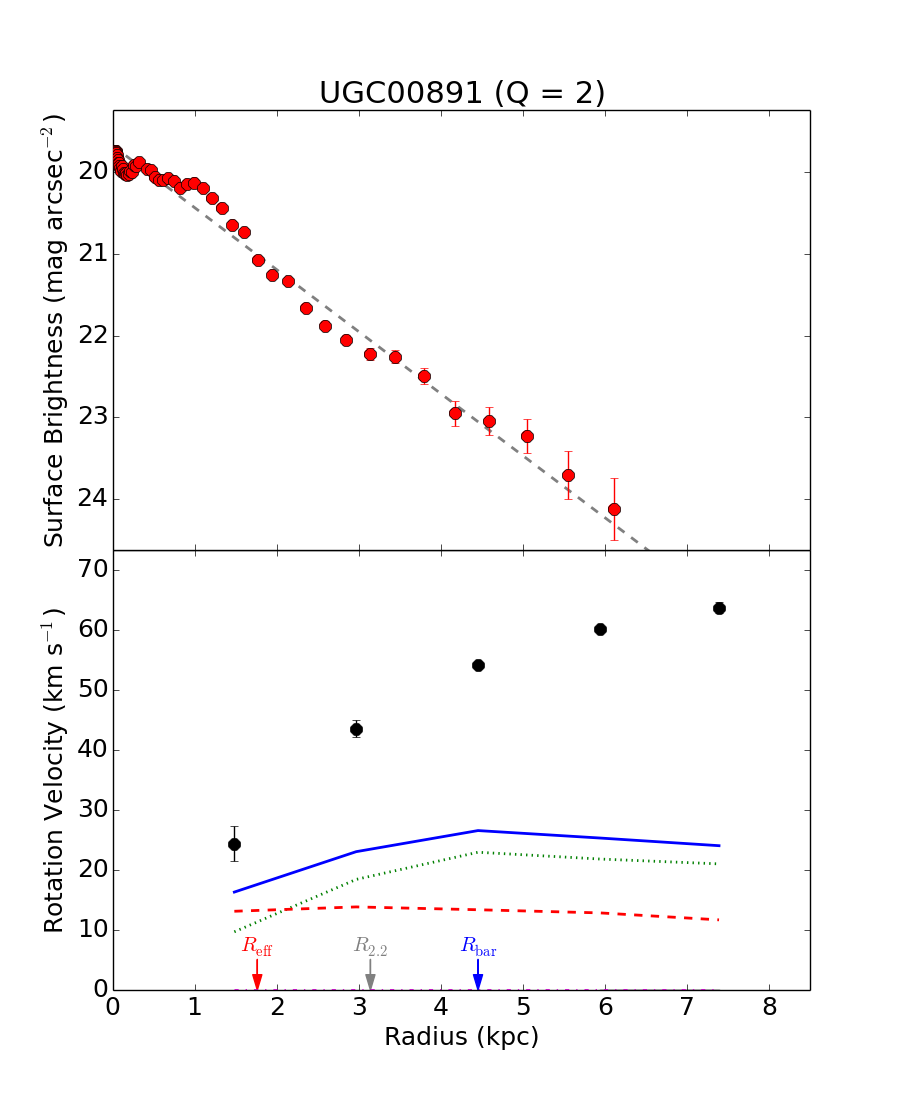 UGC00891 (Q = 2)
Surface Brightness (mag arcsec⁻²)
20
21
22
23
24
Rotation Velocity (km s⁻¹)
70
60
50
40
30
20
10
0
R_eff R_2.2 R_bar
0 1 2 3 4 5 6 7 8
Radius (kpc)